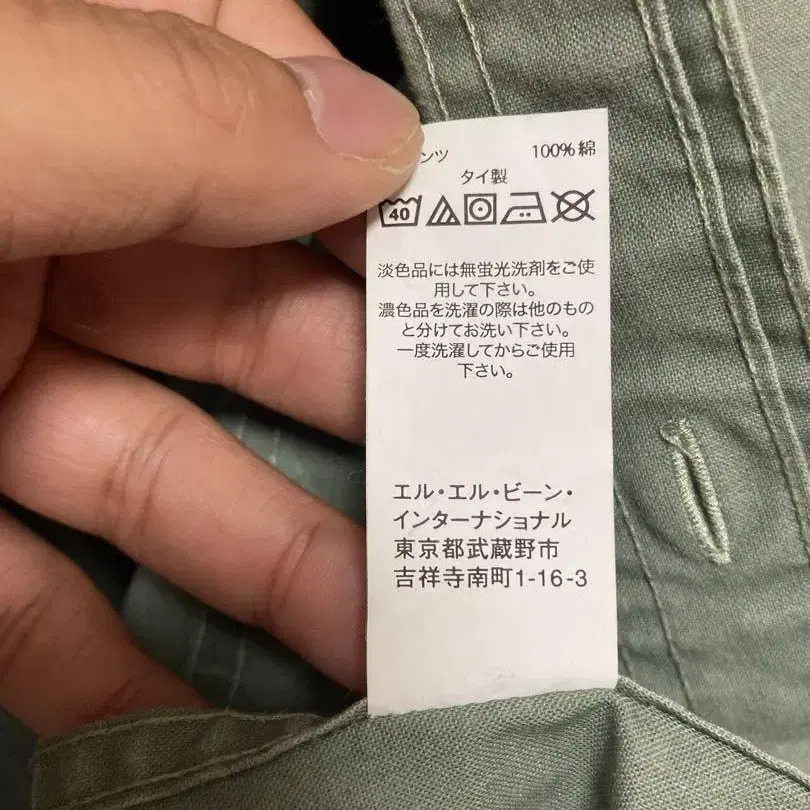 ンツ 100% 綿
タイ製
40
淡色品には無蛍光洗剤をご使
用して下さい。
濃色品を洗濯の際は他のもの
と分けてお洗い下さい。
一度洗濯してからご使用
下さい。
エル・エル・ビーン・
インターナショナル
東京都武蔵野市
吉祥寺南町1-16-3